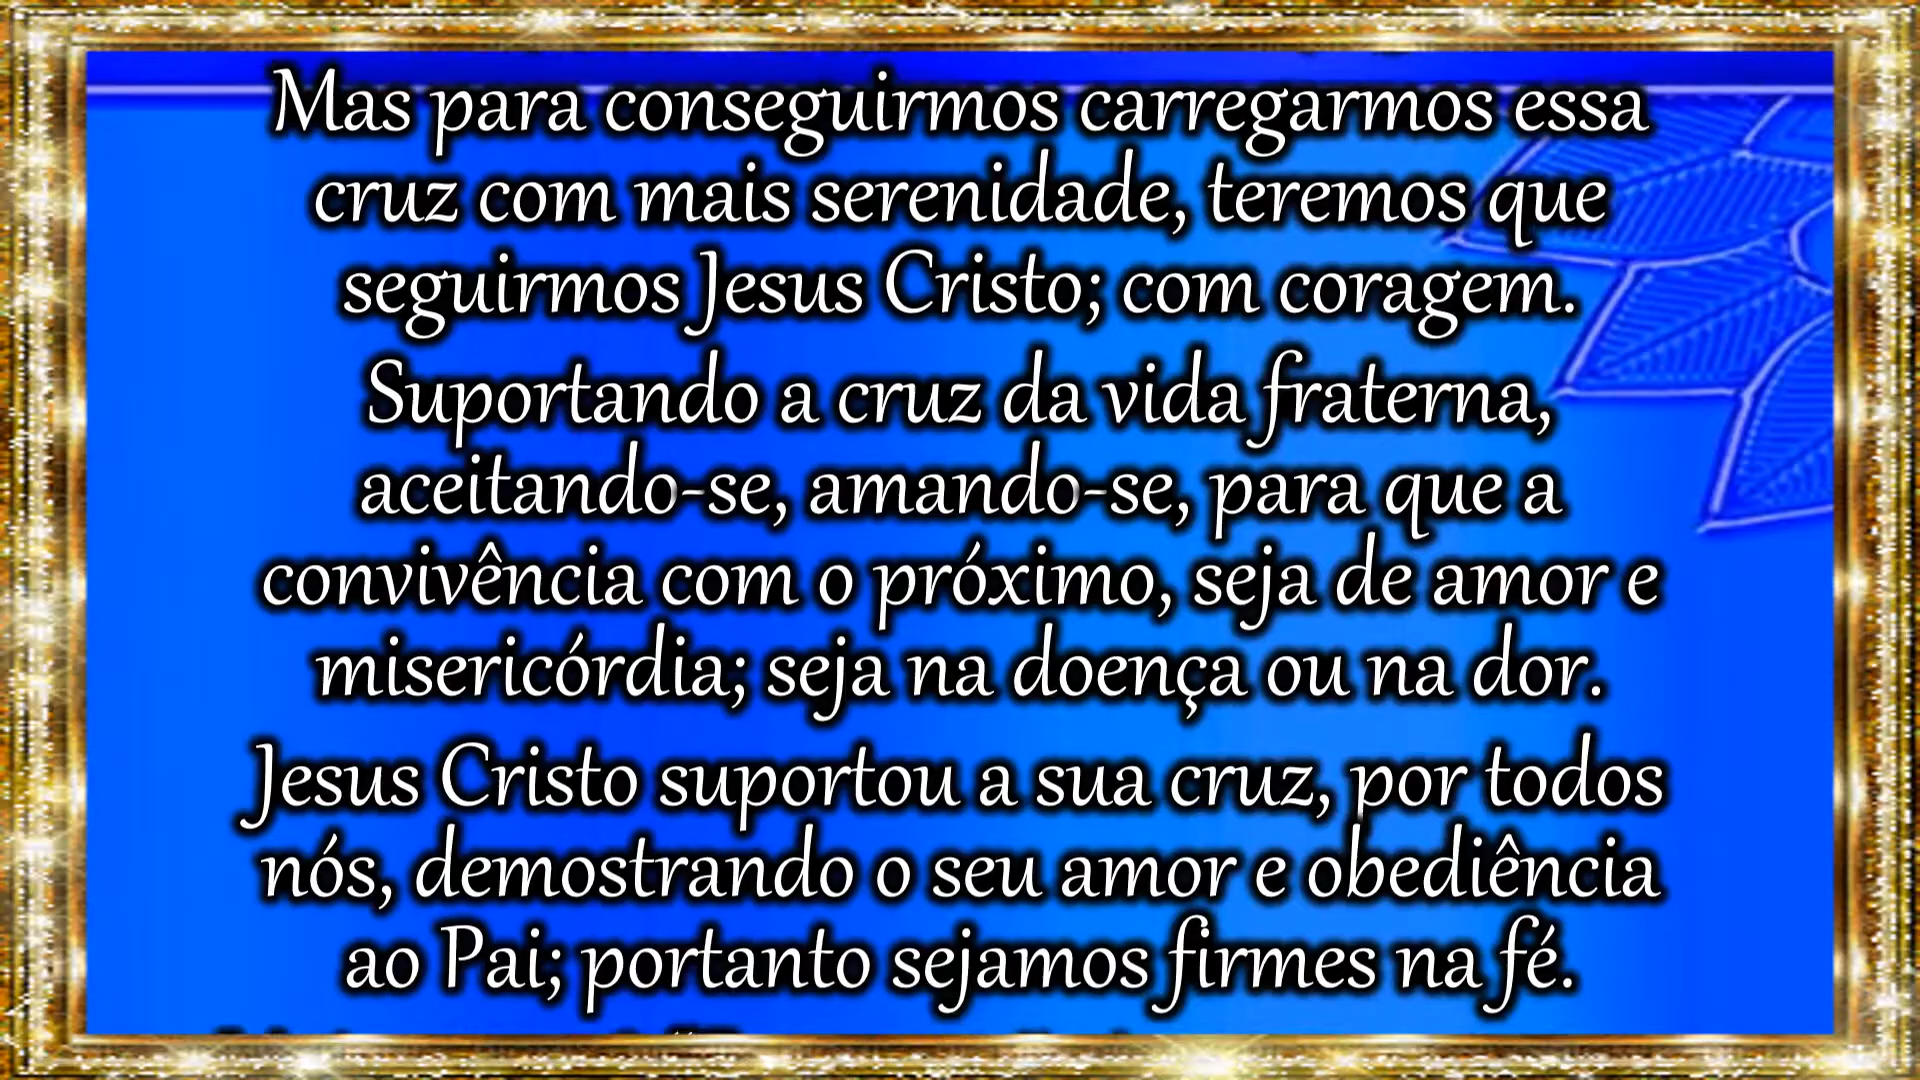 Mas para conseguirmos carregarmos essa
cruz com mais serenidade, teremos que
seguirmos Jesus Cristo; com coragem.
Suportando a cruz da vida fraterna,
aceitando-se, amando-se, para que a
convivência com o próximo, seja de amor e
misericórdia; seja na doença ou na dor.
Jesus Cristo suportou a sua cruz, por todos
nós, demostrando o seu amor e obediência
ao Pai; portanto sejamos firmes na fé.